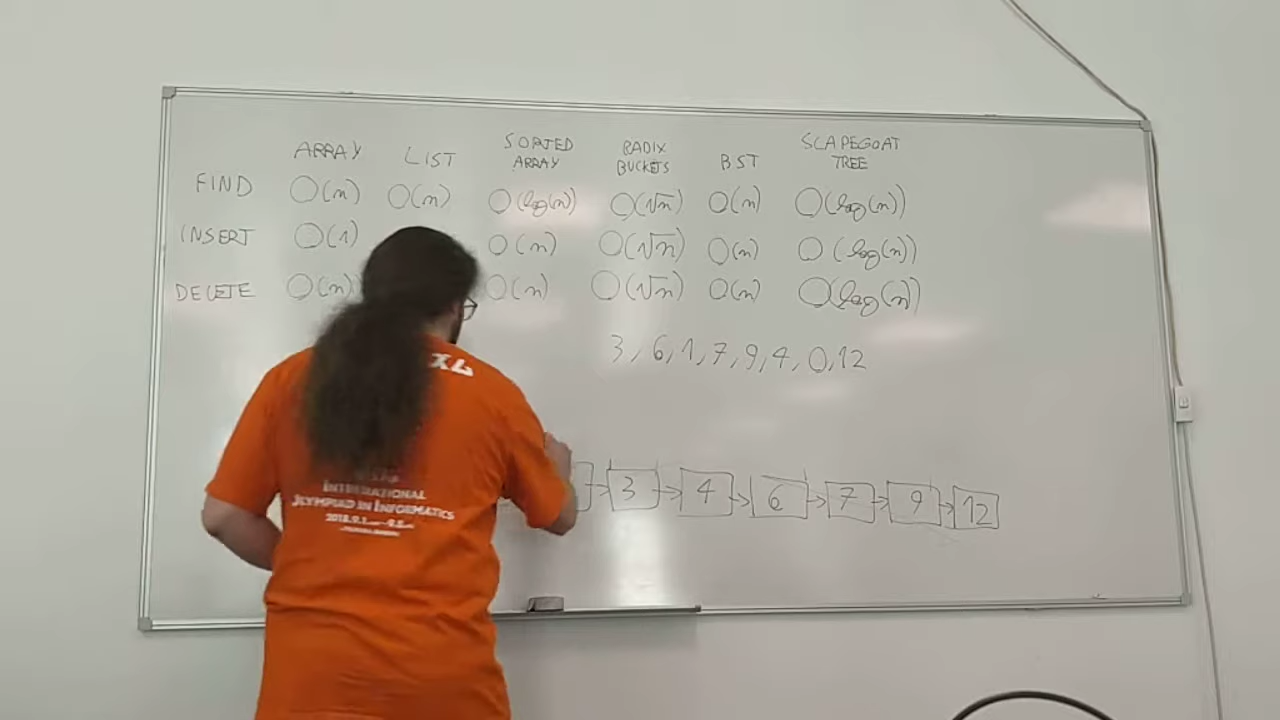 ARRAY LIST SORTED ARRAY RADIX BUCKETS BST SCAPEGOAT TREE
FIND O(n) O(n) O(log(n)) O(√n) O(n) O(log(n))
INSERT O(1) O(n) O(√n) O(n) O(log(n))
DELETE O(n) O(n) O(√n) O(n) O(log(n))
3, 6, 1, 7, 9, 4, 0, 12
3 4 6 7 9 12
INTERNATIONAL
OLYMPIAD IN INFORMATICS